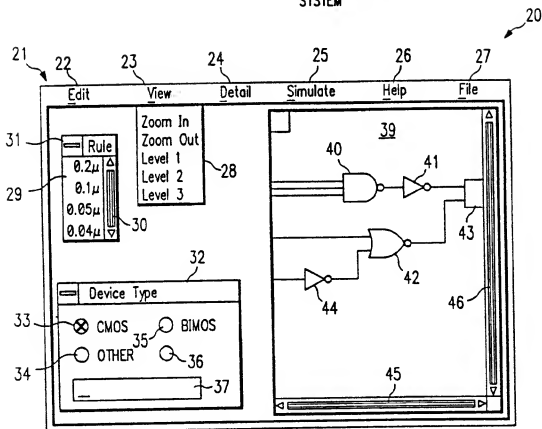 SYSTEM
20
21 22 23 24 25 26 27
Edit View Detail Simulate Help File
Zoom In
Zoom Out
Level 1
Level 2
Level 3
28
31 Rule
29 0.2μ
0.1μ
0.05μ
0.04μ
30
32
Device Type
33 CMOS 35 BIMOS
34 OTHER 36
37
39
40 41
43
42
44
46
45